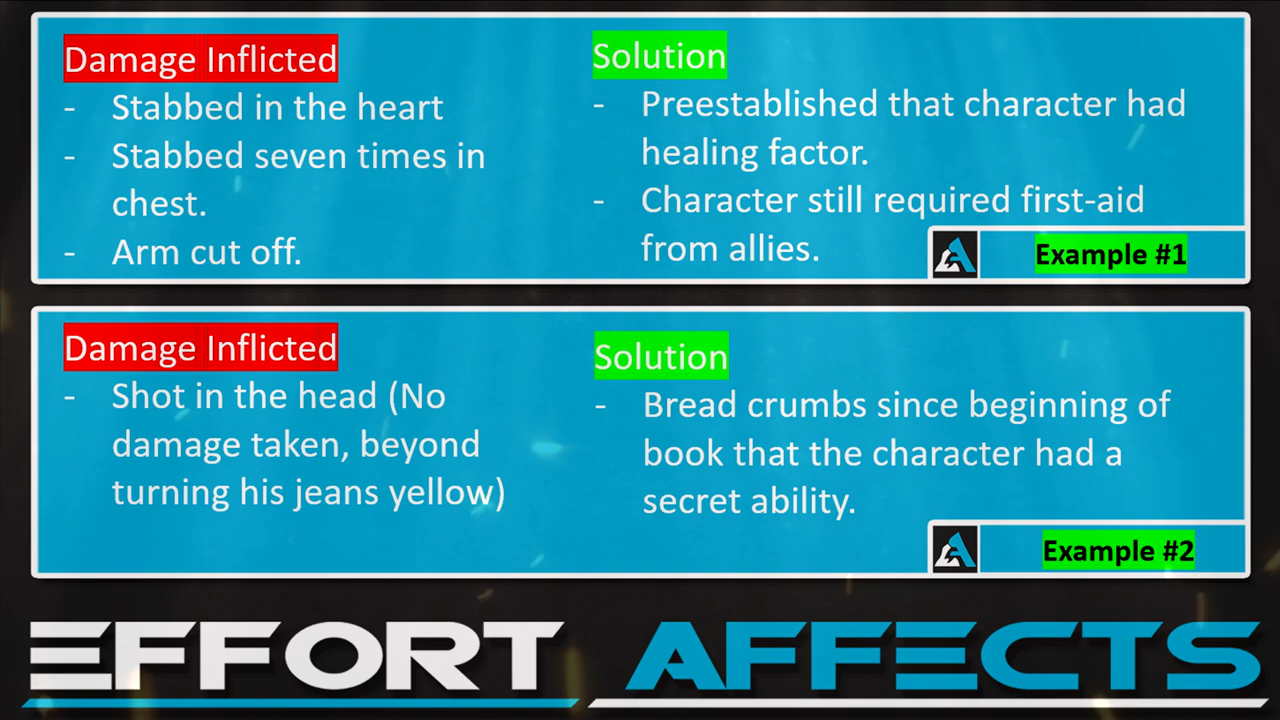 Damage Inflicted
- Stabbed in the heart
- Stabbed seven times in
chest.
- Arm cut off.
Solution
- Preestablished that character had
healing factor.
- Character still required first-aid
from allies.
Example #1
Damage Inflicted
- Shot in the head (No
damage taken, beyond
turning his jeans yellow)
Solution
- Bread crumbs since beginning of
book that the character had a
secret ability.
Example #2
EFFORT AFFECTS